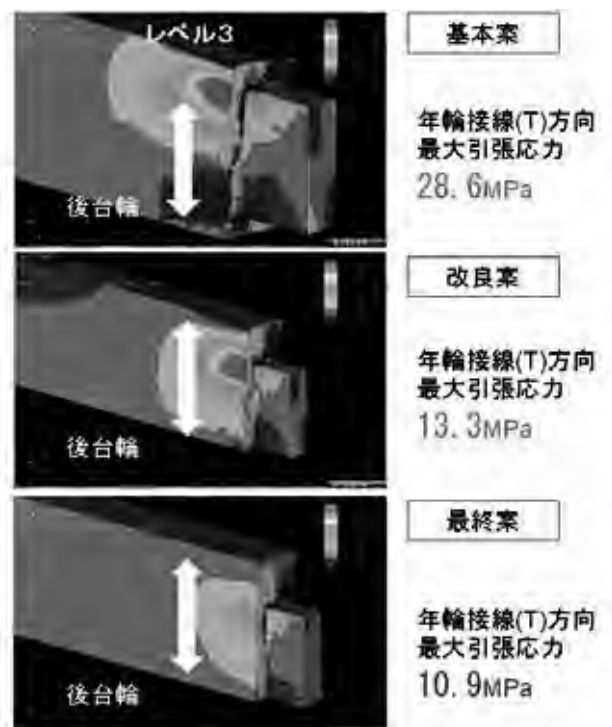 レベル3
後台輪
基本案
年輪接線(T)方向
最大引張応力
28.6MPa
後台輪
改良案
年輪接線(T)方向
最大引張応力
13.3MPa
後台輪
最終案
年輪接線(T)方向
最大引張応力
10.9MPa